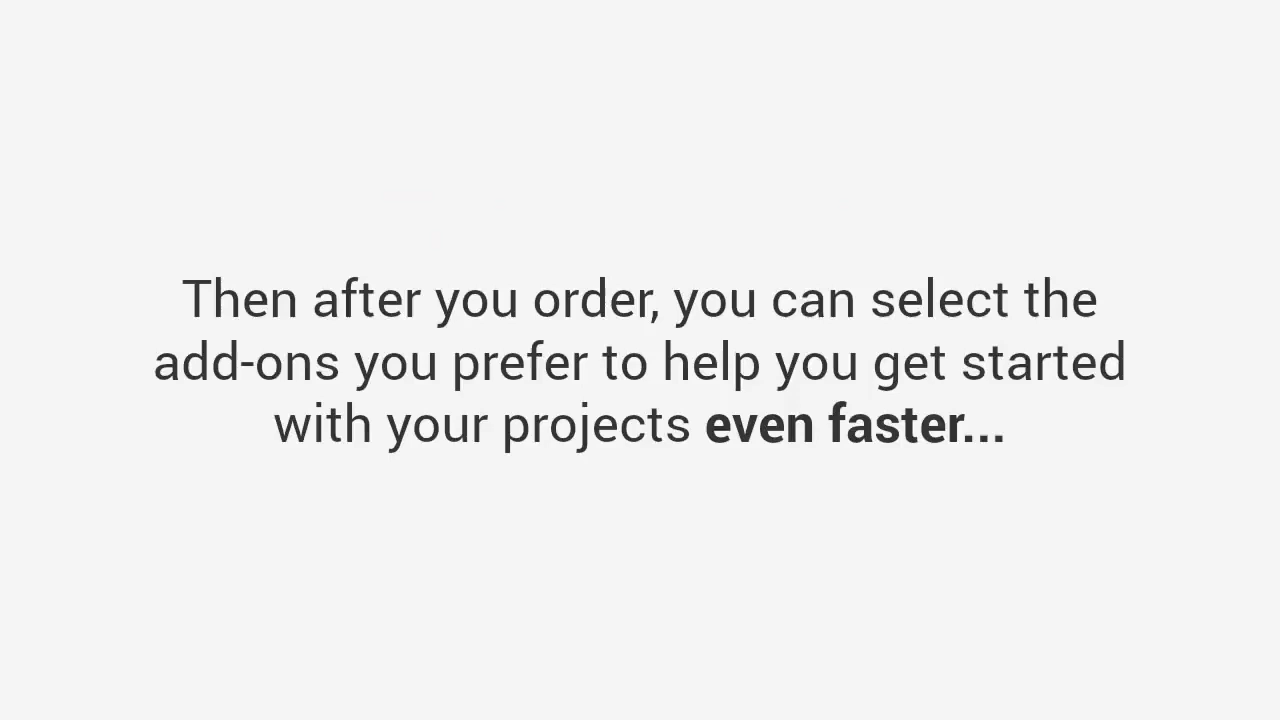 Then after you order, you can select the
add-ons you prefer to help you get started
with your projects even faster...